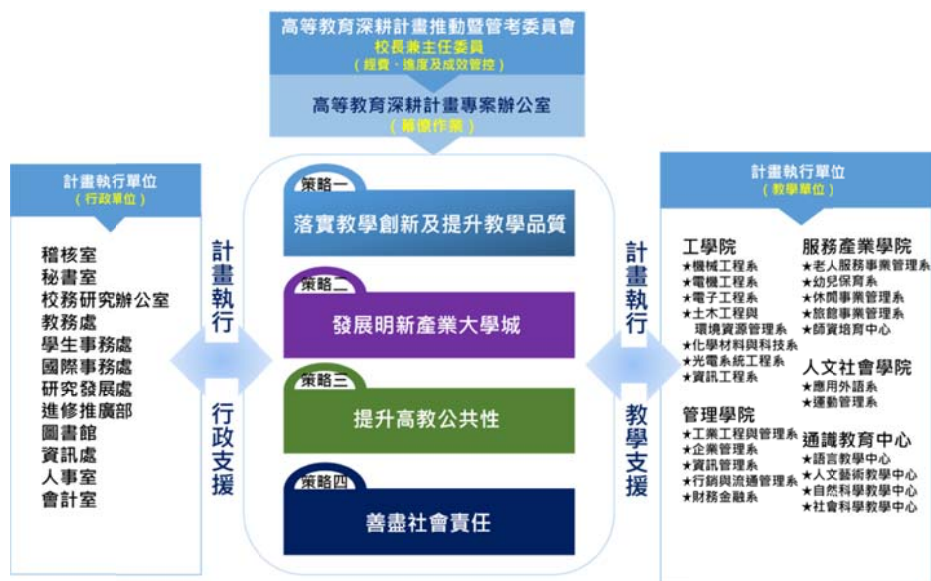 高等教育深耕計畫推動暨管考委員會
校長兼主任委員
(經費、進度及成效管控)
高等教育深耕計畫專案辦公室
(幕僚作業)
計畫執行單位
(行政單位)
稽核室
秘書室
校務研究辦公室
教務處
學生事務處
國際事務處
研究發展處
進修推廣部
圖書館
資訊處
人事室
會計室
計畫執行
行政支援
策略一
落實教學創新及提升教學品質
策略二
發展明新產業大學城
策略三
提升高教公共性
策略四
善盡社會責任
計畫執行
教學支援
計畫執行單位
(教學單位)
工學院
★機械工程系
★電機工程系
★電子工程系
★土木工程與
環境資源管理系
★化學材料與科技系
★光電系統工程系
★資訊工程系
管理學院
★工業工程與管理系
★企業管理系
★資訊管理系
★行銷與流通管理系
★財務金融系
服務產業學院
★老人服務事業管理系
★幼兒保育系
★休閒事業管理系
★旅館事業管理系
★師資培育中心
人文社會學院
★應用外語系
★運動管理系
通識教育中心
★語言教學中心
★人文藝術教學中心
★自然科學教學中心
★社會科學教學中心